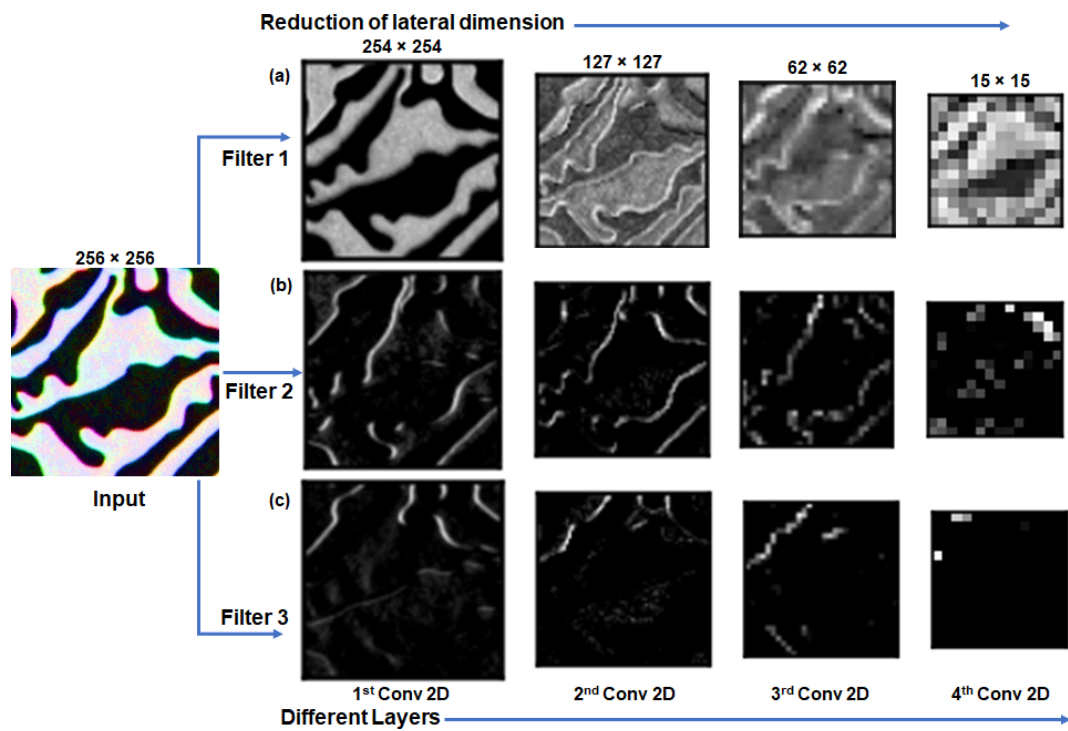 Reduction of lateral dimension
254 × 254
127 × 127
62 × 62
15 × 15
(a)
Filter 1
256 × 256
(b)
Filter 2
Input
(c)
Filter 3
1st Conv 2D
2nd Conv 2D
3rd Conv 2D
4th Conv 2D
Different Layers